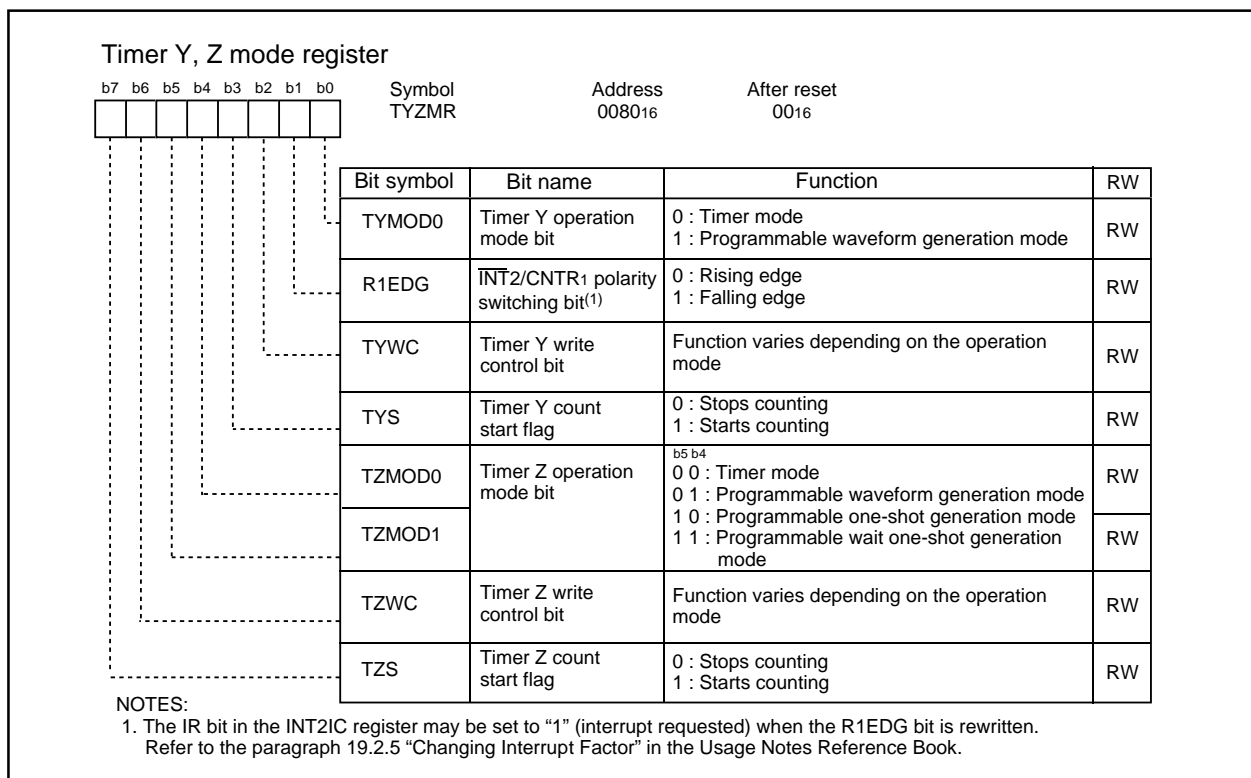 Timer Y, Z mode register
b7 b6 b5 b4 b3 b2 b1 b0
Symbol Address After reset
TYZMR 008016 0016
Bit symbol Bit name Function RW
TYMOD0 Timer Y operation mode bit 0 : Timer mode RW
1 : Programmable waveform generation mode
R1EDG INT2/CNTR1 polarity switching bit(1) 0 : Rising edge RW
1 : Falling edge
TYWC Timer Y write control bit Function varies depending on the operation mode RW
TYS Timer Y count start flag 0 : Stops counting RW
1 : Starts counting
TZMOD0 Timer Z operation mode bit b5 b4 RW
0 0 : Timer mode
0 1 : Programmable waveform generation mode
1 0 : Programmable one-shot generation mode
TZMOD1 1 1 : Programmable wait one-shot generation mode RW
TZWC Timer Z write control bit Function varies depending on the operation mode RW
TZS Timer Z count start flag 0 : Stops counting RW
1 : Starts counting
NOTES:
1. The IR bit in the INT2IC register may be set to “1” (interrupt requested) when the R1EDG bit is rewritten.
Refer to the paragraph 19.2.5 “Changing Interrupt Factor” in the Usage Notes Reference Book.